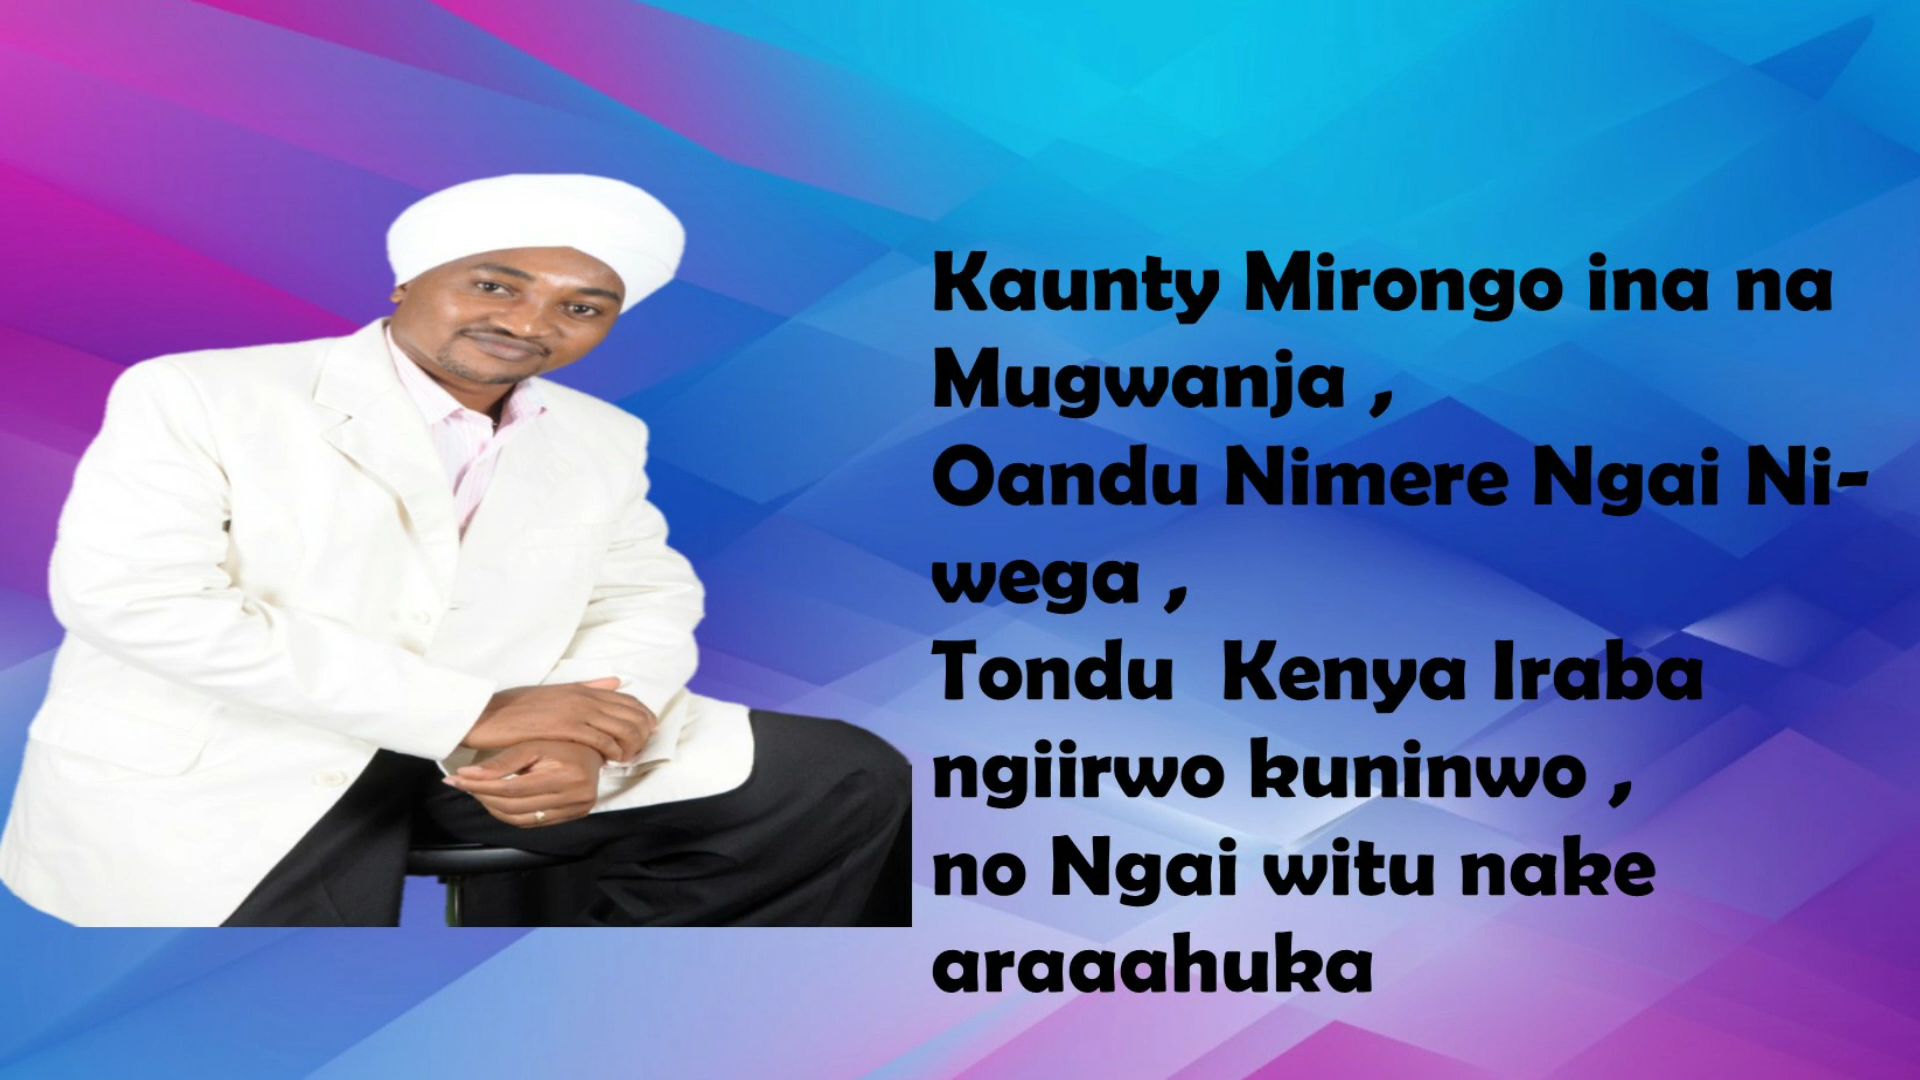 Kaunty Mirongo ina na
Mugwanja ,
Oandu Nimere Ngai Ni-
wega ,
Tondu  Kenya Iraba
ngiirwo kuninwo ,
no Ngai witu nake
araaahuka